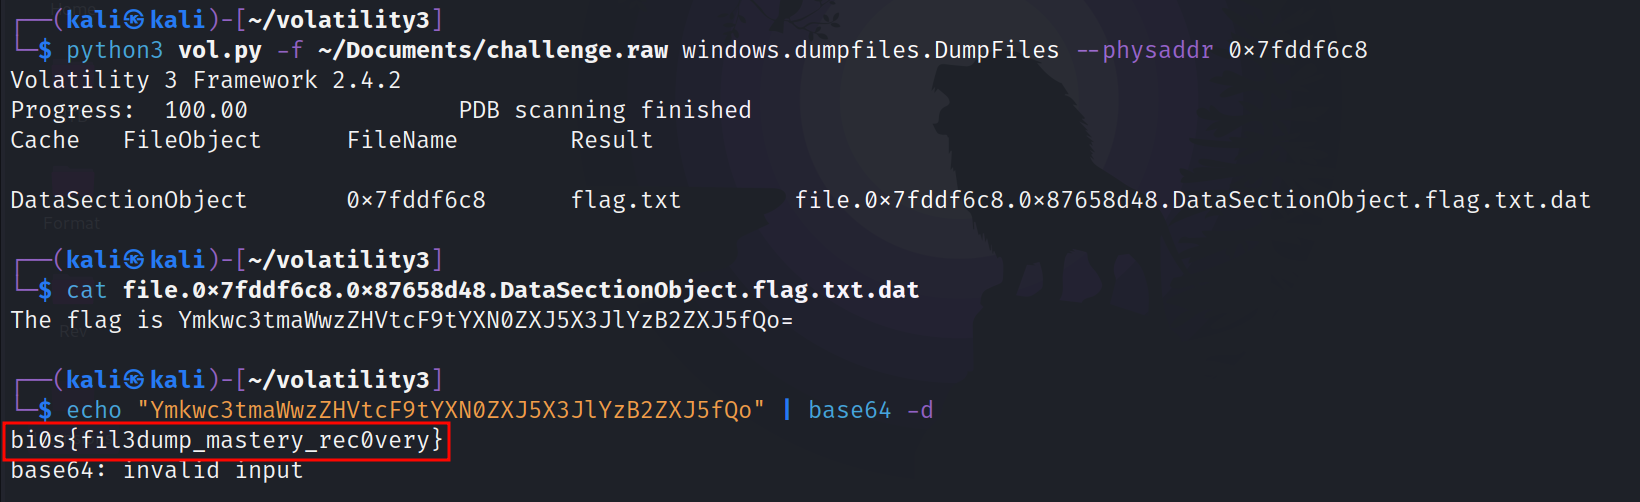 ┌──(kali㉿kali)-[~/volatility3]
└─$ python3 vol.py -f ~/Documents/challenge.raw windows.dumpfiles.DumpFiles --physaddr 0×7fddf6c8
Volatility 3 Framework 2.4.2
Progress:  100.00               PDB scanning finished
Cache   FileObject      FileName        Result
DataSectionObject       0×7fddf6c8      flag.txt        file.0×7fddf6c8.0×87658d48.DataSectionObject.flag.txt.dat
Format
┌──(kali㉿kali)-[~/volatility3]
└─$ cat file.0×7fddf6c8.0×87658d48.DataSectionObject.flag.txt.dat
The flag is Ymkwc3tmaWwzZHVtcF9tYXN0ZXJ5X3JlYzB2ZXJ5fQo=
┌──(kali㉿kali)-[~/volatility3]
└─$ echo "Ymkwc3tmaWwzZHVtcF9tYXN0ZXJ5X3JlYzB2ZXJ5fQo" | base64 -d
bi0s{fil3dump_mastery_rec0very}
base64: invalid input